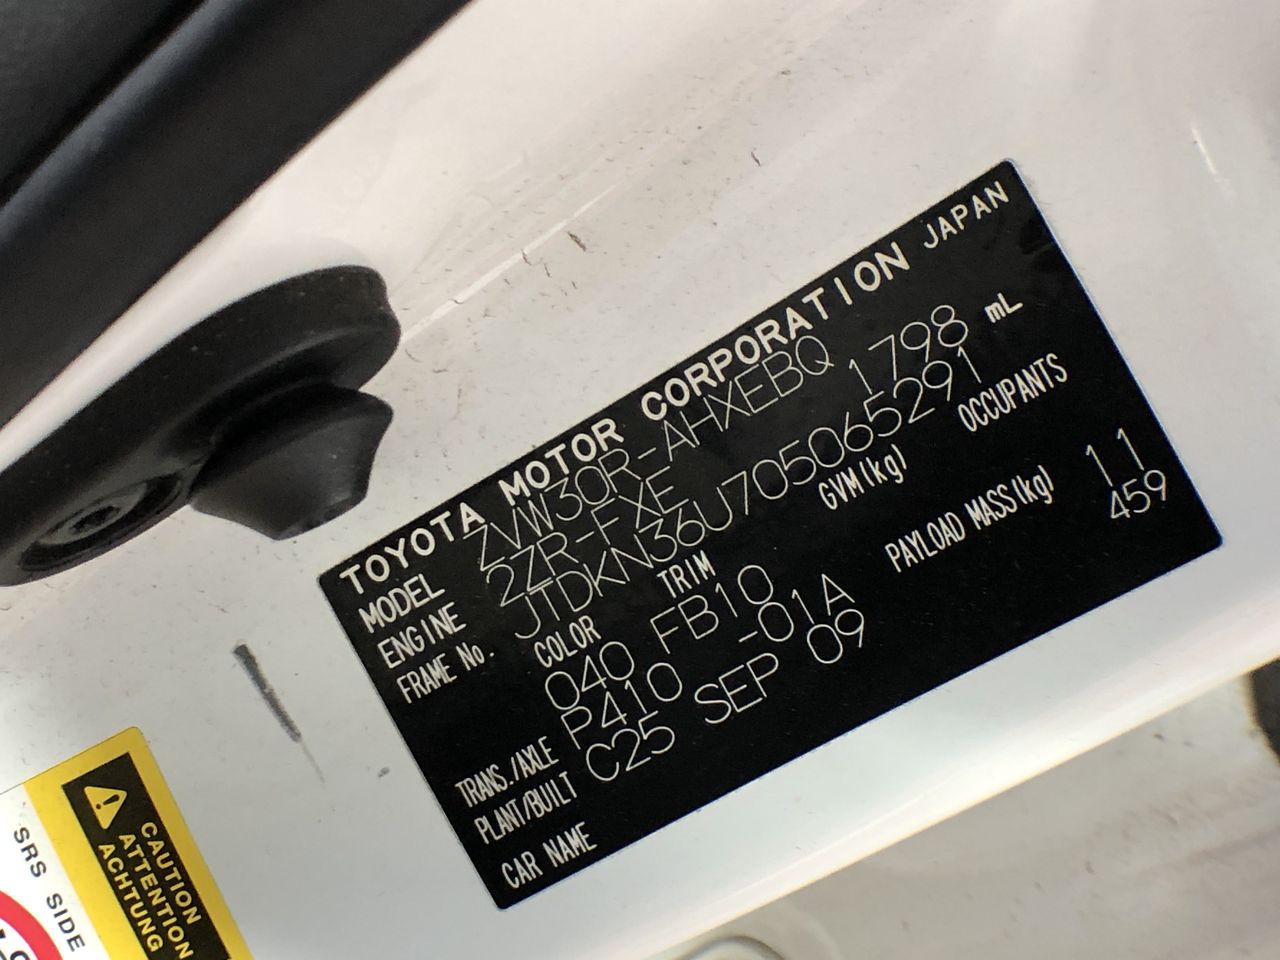 TOYOTA MOTOR CORPORATION JAPAN
MODEL ZVW30R-AHXEBQ
ENGINE 2ZR-FXE 1798 mL
FRAME No. JTDKN36U705065291
COLOR TRIM GVM(kg) OCCUPANTS
040 FB10
TRANS./AXLE P410 -01A PAYLOAD MASS(kg) 11
PLANT/BUILT C25 SEP 09 459
CAR NAME
CAUTION
ATTENTION
ACHTUNG
SRS SIDE